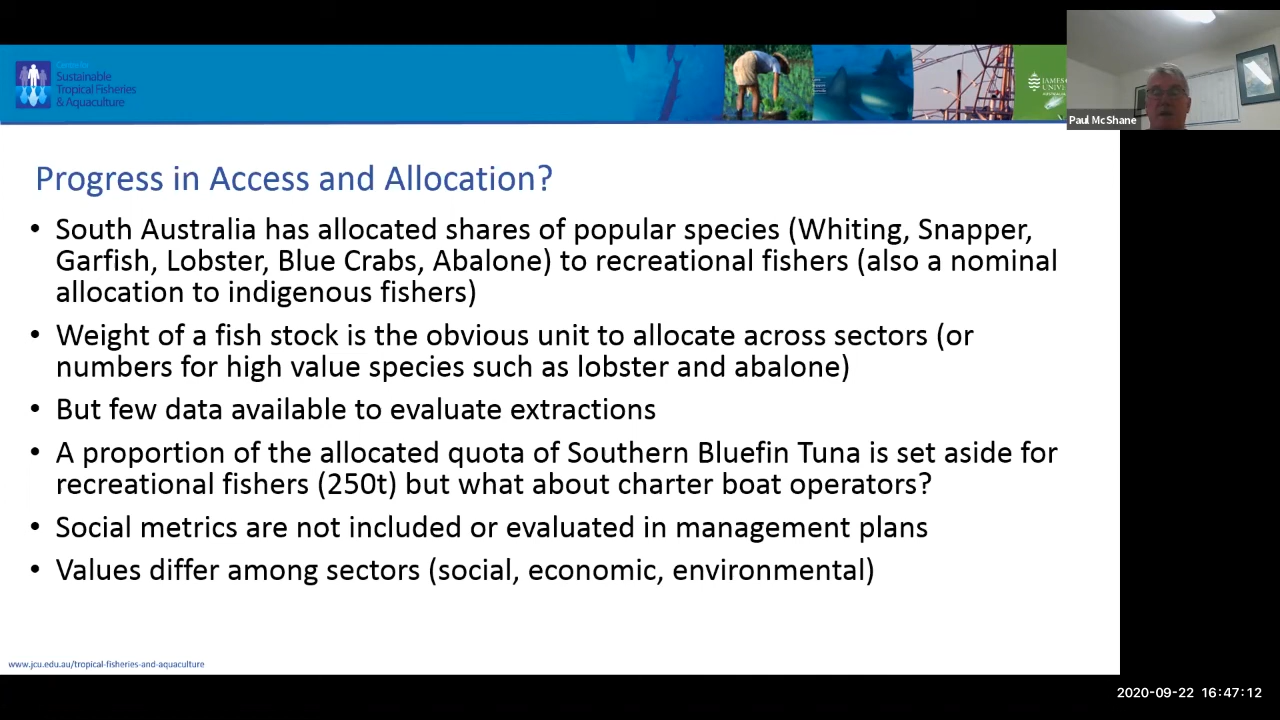 Centre for
Sustainable
Tropical Fisheries
& Aquaculture
Paul McShane
Progress in Access and Allocation?
• South Australia has allocated shares of popular species (Whiting, Snapper,
Garfish, Lobster, Blue Crabs, Abalone) to recreational fishers (also a nominal
allocation to indigenous fishers)
• Weight of a fish stock is the obvious unit to allocate across sectors (or
numbers for high value species such as lobster and abalone)
• But few data available to evaluate extractions
• A proportion of the allocated quota of Southern Bluefin Tuna is set aside for
recreational fishers (250t) but what about charter boat operators?
• Social metrics are not included or evaluated in management plans
• Values differ among sectors (social, economic, environmental)
www.jcu.edu.au/tropical-fisheries-and-aquaculture
2020-09-22 16:47:12